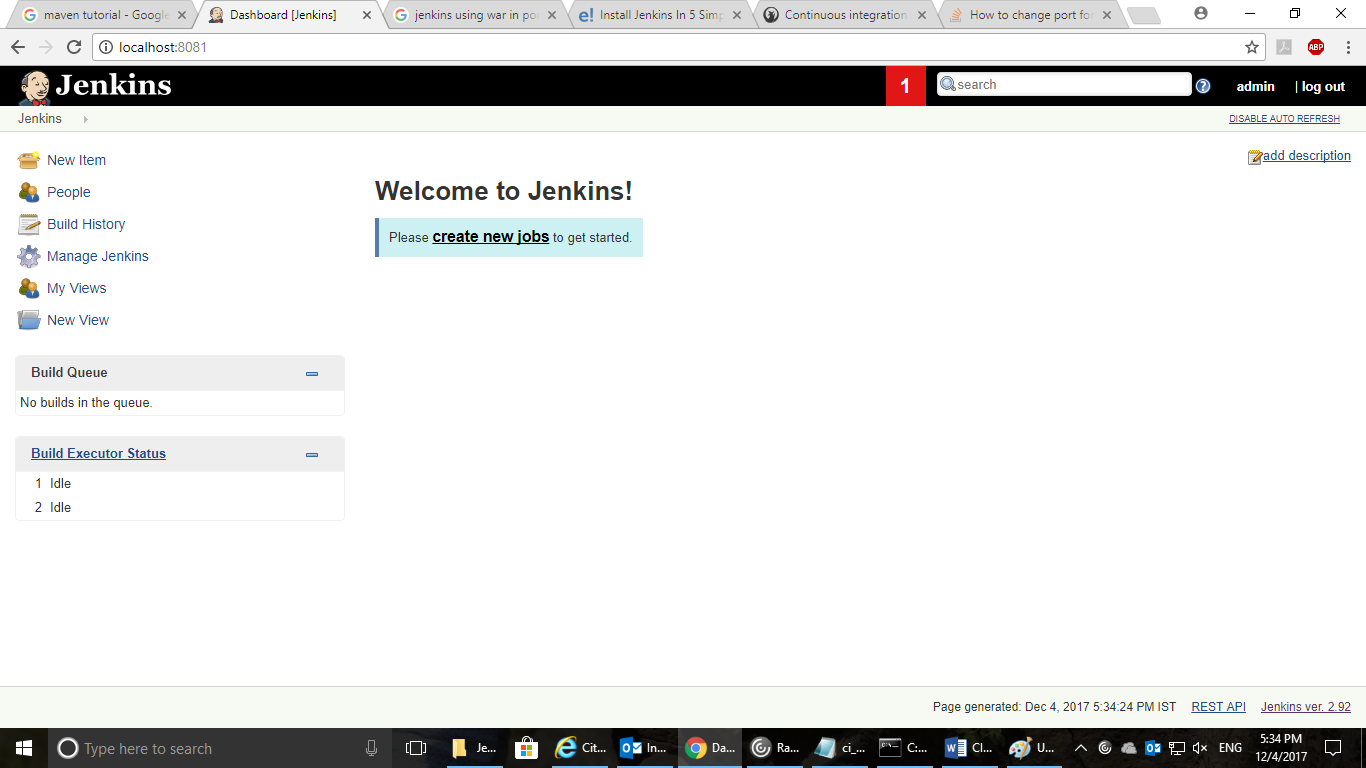 maven tutorial - Google
Dashboard [Jenkins]
jenkins using war in po
e! Install Jenkins In 5 Simp
Continuous integration
How to change port fo
localhost:8081
ABP
Jenkins
1
search
?
admin
| log out
Jenkins
DISABLE AUTO REFRESH
New Item
People
Build History
Manage Jenkins
My Views
New View
add description
Welcome to Jenkins!
Please create new jobs to get started.
Build Queue
No builds in the queue.
Build Executor Status
1 Idle
2 Idle
Page generated: Dec 4, 2017 5:34:24 PM IST
REST API
Jenkins ver. 2.92
Type here to search
Je...
Cit...
In...
Da...
Ra...
ci_...
C:...
Cl...
U...
ENG
5:34 PM
12/4/2017